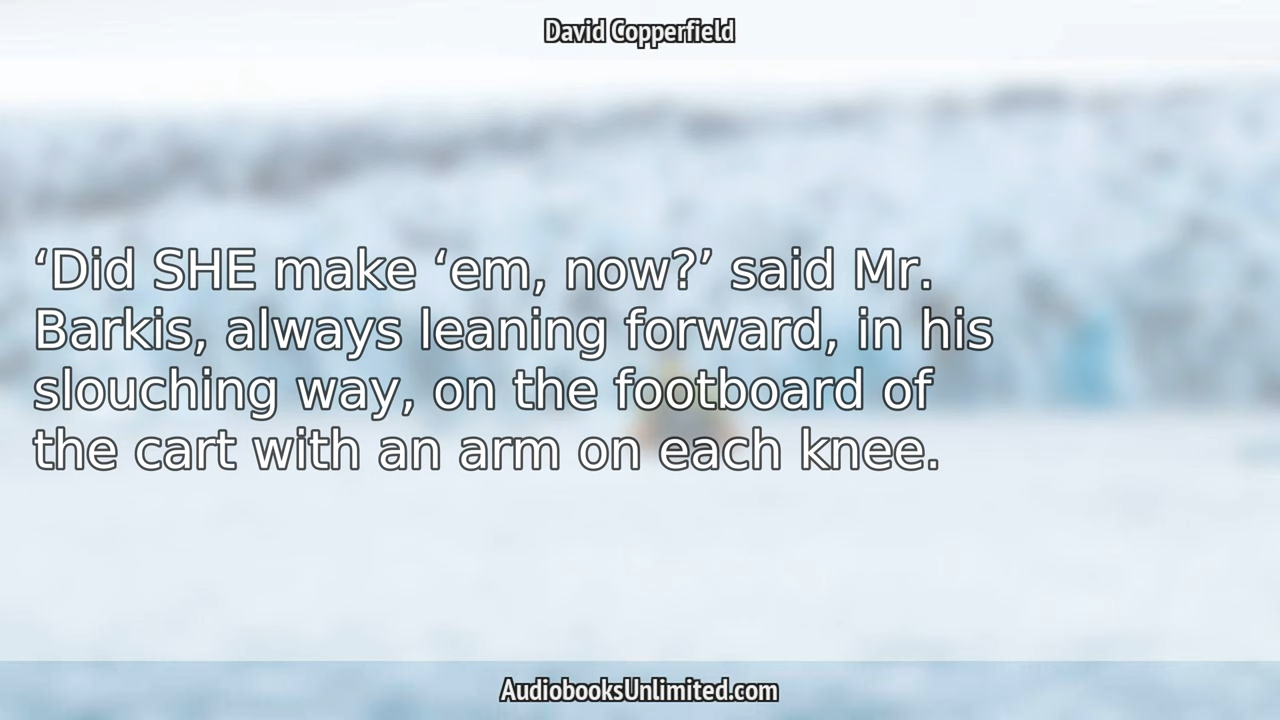 David Copperfield
‘Did SHE make ‘em, now?’ said Mr.
Barkis, always leaning forward, in his
slouching way, on the footboard of
the cart with an arm on each knee.
AudiobooksUnlimited.com